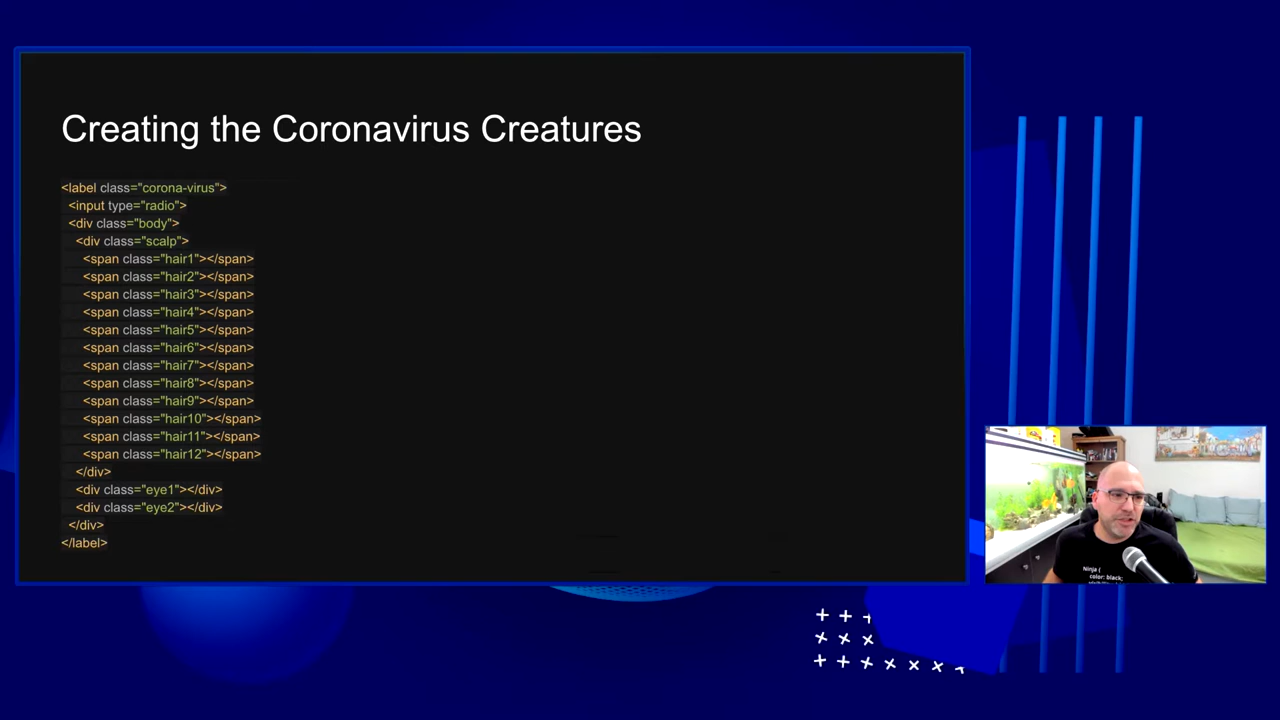 Creating the Coronavirus Creatures
<label class="corona-virus">
<input type="radio">
<div class="body">
<div class="scalp">
<span class="hair1"></span>
<span class="hair2"></span>
<span class="hair3"></span>
<span class="hair4"></span>
<span class="hair5"></span>
<span class="hair6"></span>
<span class="hair7"></span>
<span class="hair8"></span>
<span class="hair9"></span>
<span class="hair10"></span>
<span class="hair11"></span>
<span class="hair12"></span>
</div>
<div class="eye1"></div>
<div class="eye2"></div>
</div>
</label>
Ninja {
color: black;